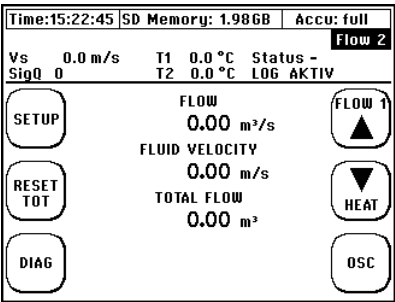 Time:15:22:45 SD Memory: 1.98GB Accu: full
Flow 2
Vs 0.0 m/s T1 0.0 °C Status -
SigQ 0 T2 0.0 °C LOG AKTIV
FLOW
SETUP 0.00 m³/s FLOW 1
FLUID VELOCITY
0.00 m/s
RESET TOT TOTAL FLOW HEAT
0.00 m³
DIAG OSC